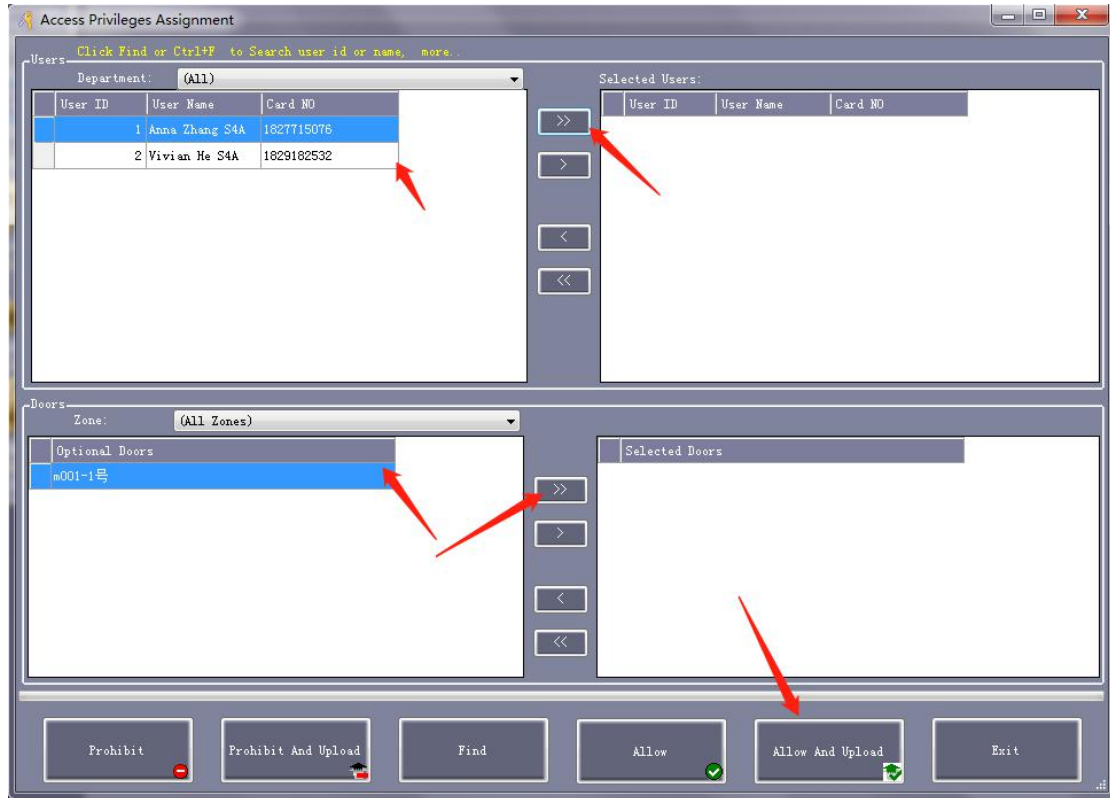 Access Privileges Assignment
Click Find or Ctrl+F to Search user id or name, more..
Users
Department: (All)
Selected Users:
User ID User Name Card NO
1 Anna Zhang S4A 1827715076
2 Vivian He S4A 1829182532
>>
>
<
<<
User ID User Name Card NO
Doors
Zone: (All Zones)
Optional Doors
m001-1号
>>
>
<
<<
Selected Doors
Prohibit
Prohibit And Upload
Find
Allow
Allow And Upload
Exit